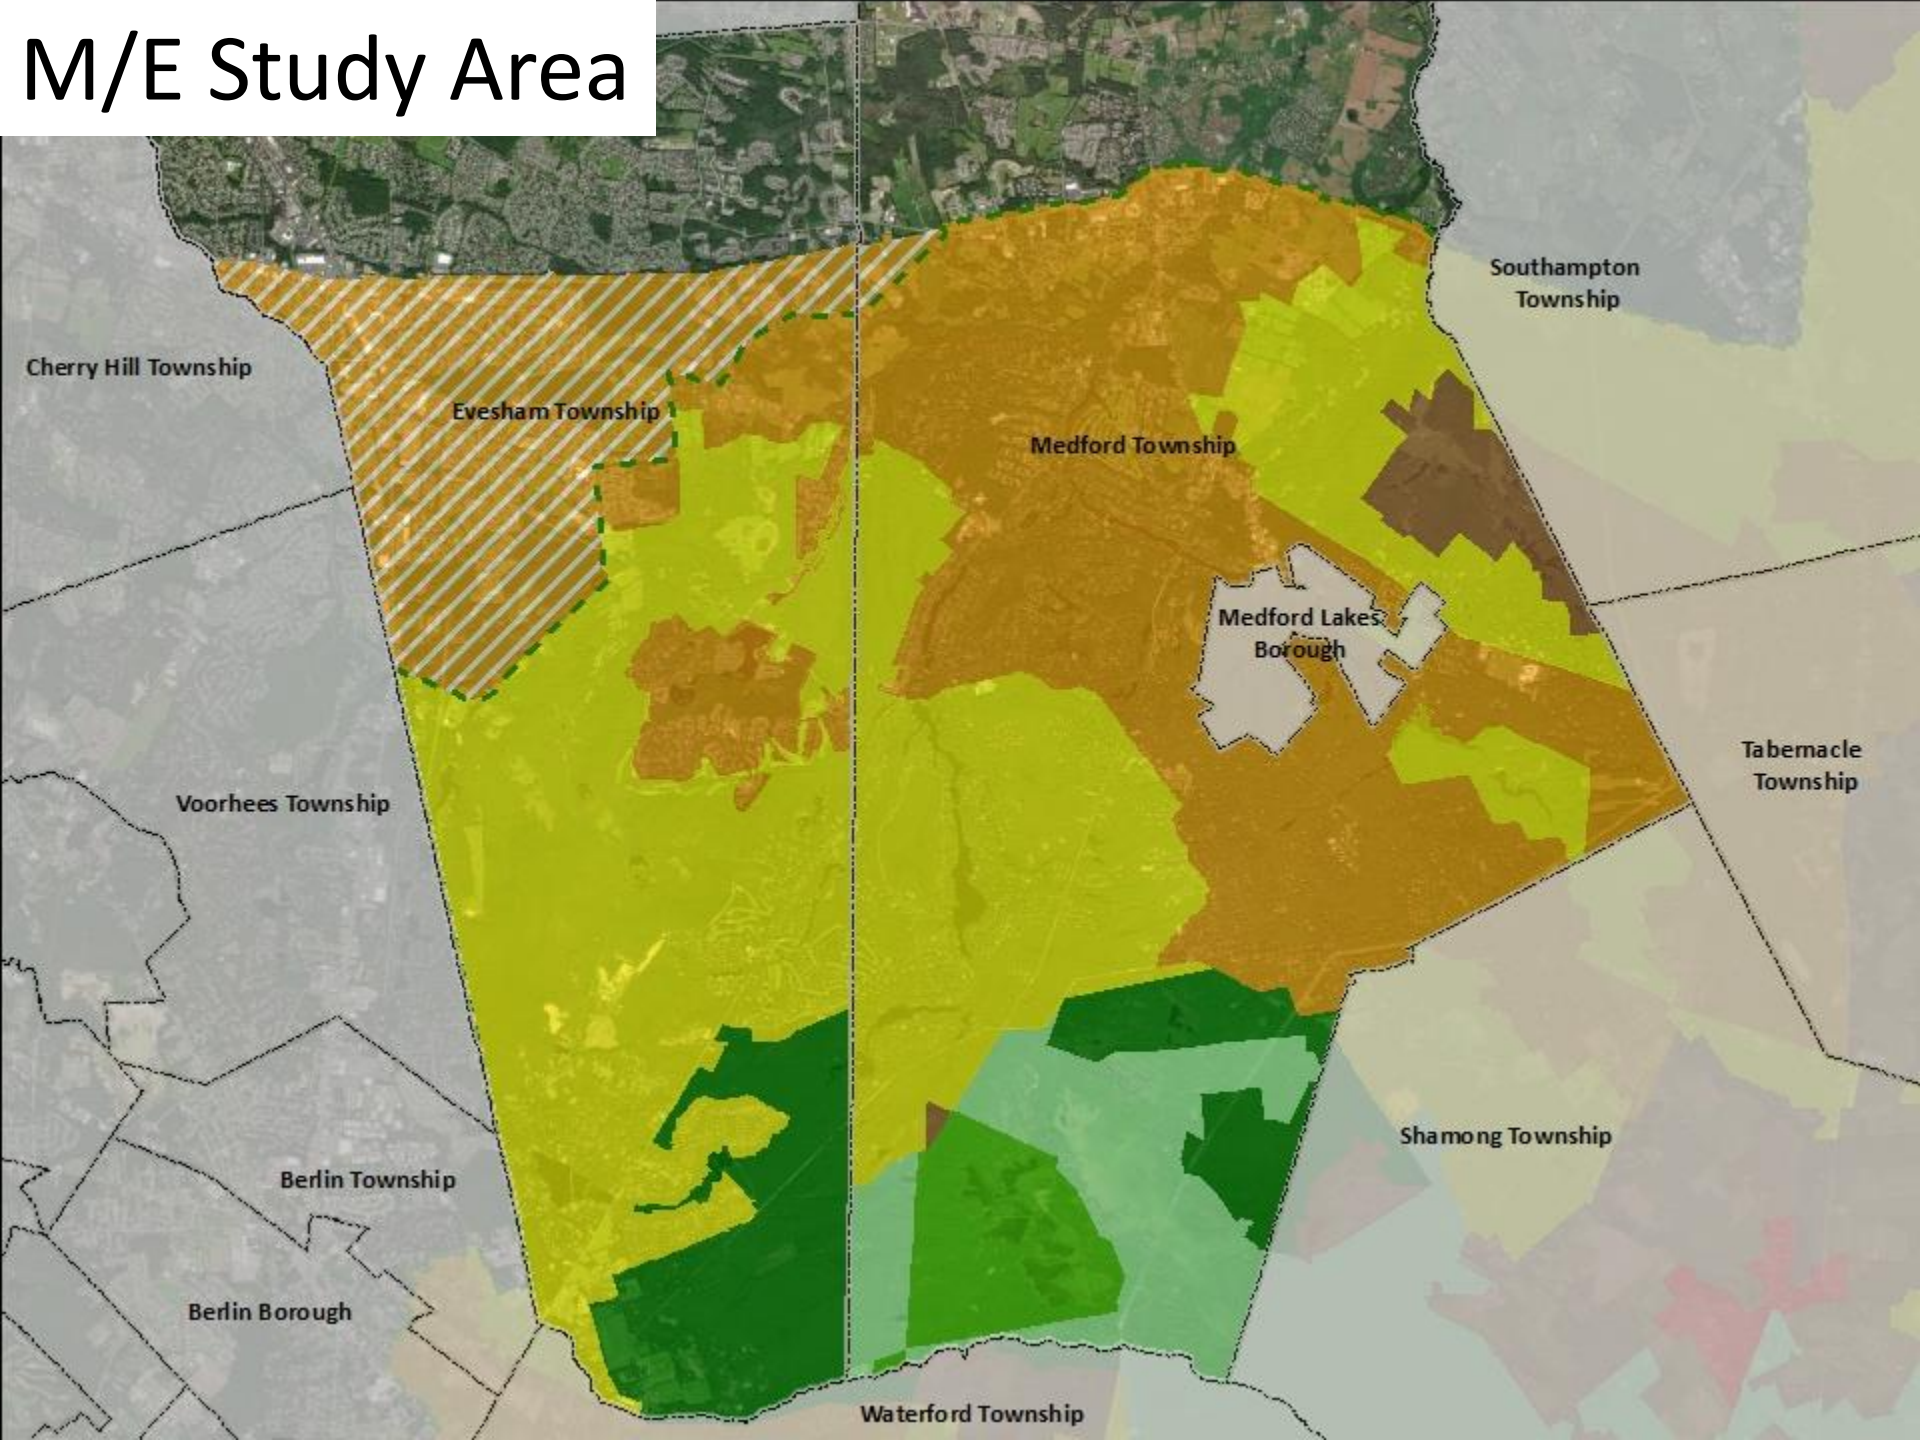 M/E Study Area
Southampton
Township
Cherry Hill Township
Evesham Township
Medford Township
Medford Lakes
Borough
Tabernacle
Township
Voorhees Township
Shamong Township
Berlin Township
Berlin Borough
Waterford Township